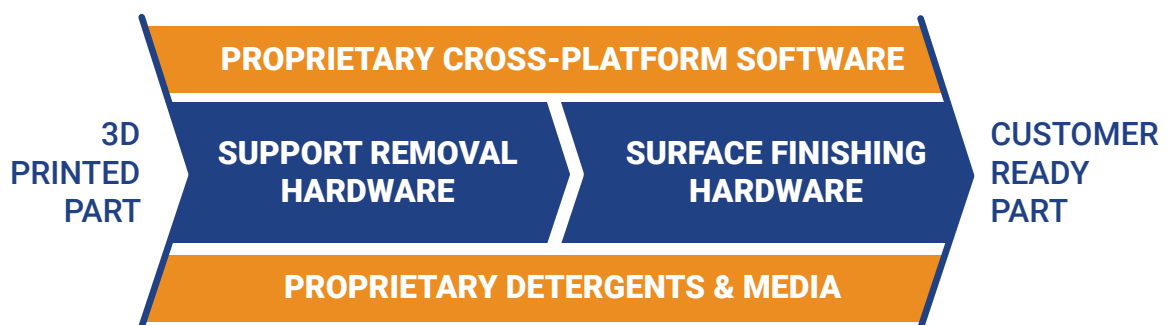 PROPRIETARY CROSS-PLATFORM SOFTWARE
3D
PRINTED
PART
SUPPORT REMOVAL
HARDWARE
SURFACE FINISHING
HARDWARE
CUSTOMER
READY
PART
PROPRIETARY DETERGENTS & MEDIA